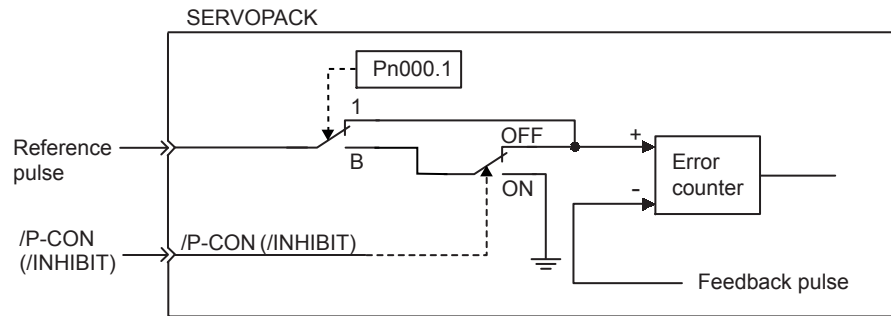 SERVOPACK
Pn000.1
1
Reference
pulse
B
OFF
ON
+
-
Error
counter
/P-CON
(/INHIBIT)
/P-CON (/INHIBIT)
Feedback pulse